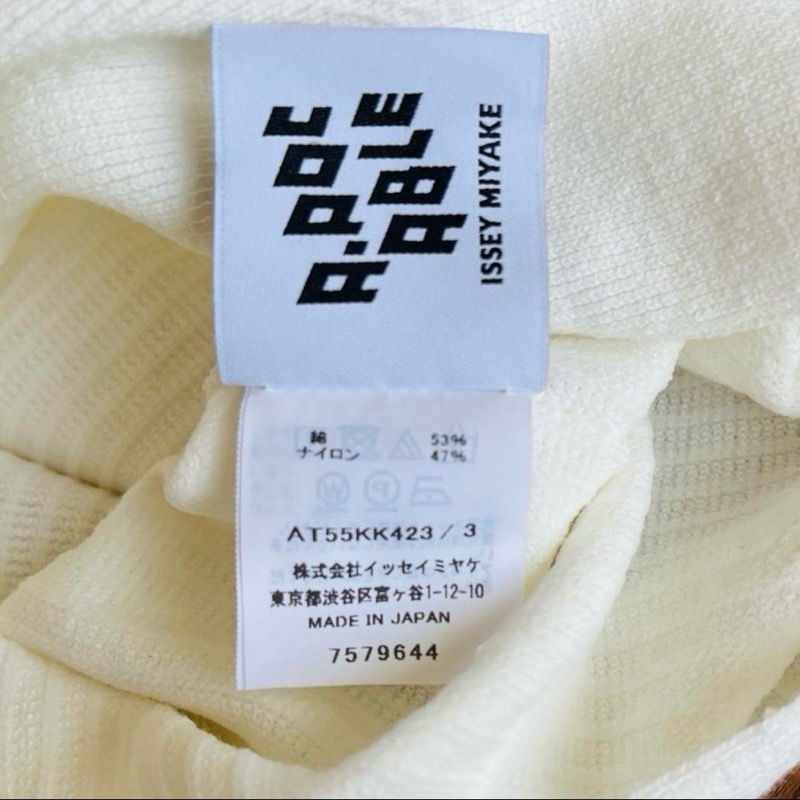 A.POC
ABLE
ISSEY MIYAKE
綿 53%
ナイロン 47%
AT55KK423 / 3
株式会社イッセイミヤケ
東京都渋谷区富ヶ谷1-12-10
MADE IN JAPAN
7579644